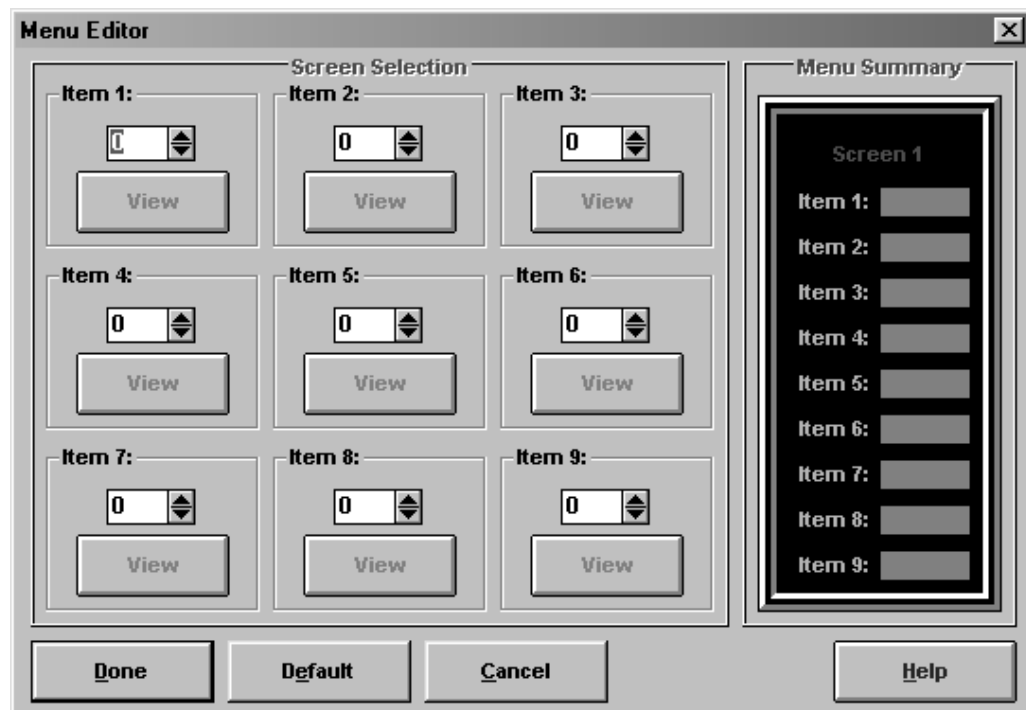 Menu Editor
Screen Selection
Menu Summary
Item 1:
Item 2:
Item 3:
0
0
0
View
View
View
Item 4:
Item 5:
Item 6:
0
0
0
View
View
View
Item 7:
Item 8:
Item 9:
0
0
0
View
View
View
Screen 1
Item 1:
Item 2:
Item 3:
Item 4:
Item 5:
Item 6:
Item 7:
Item 8:
Item 9:
Done
Default
Cancel
Help